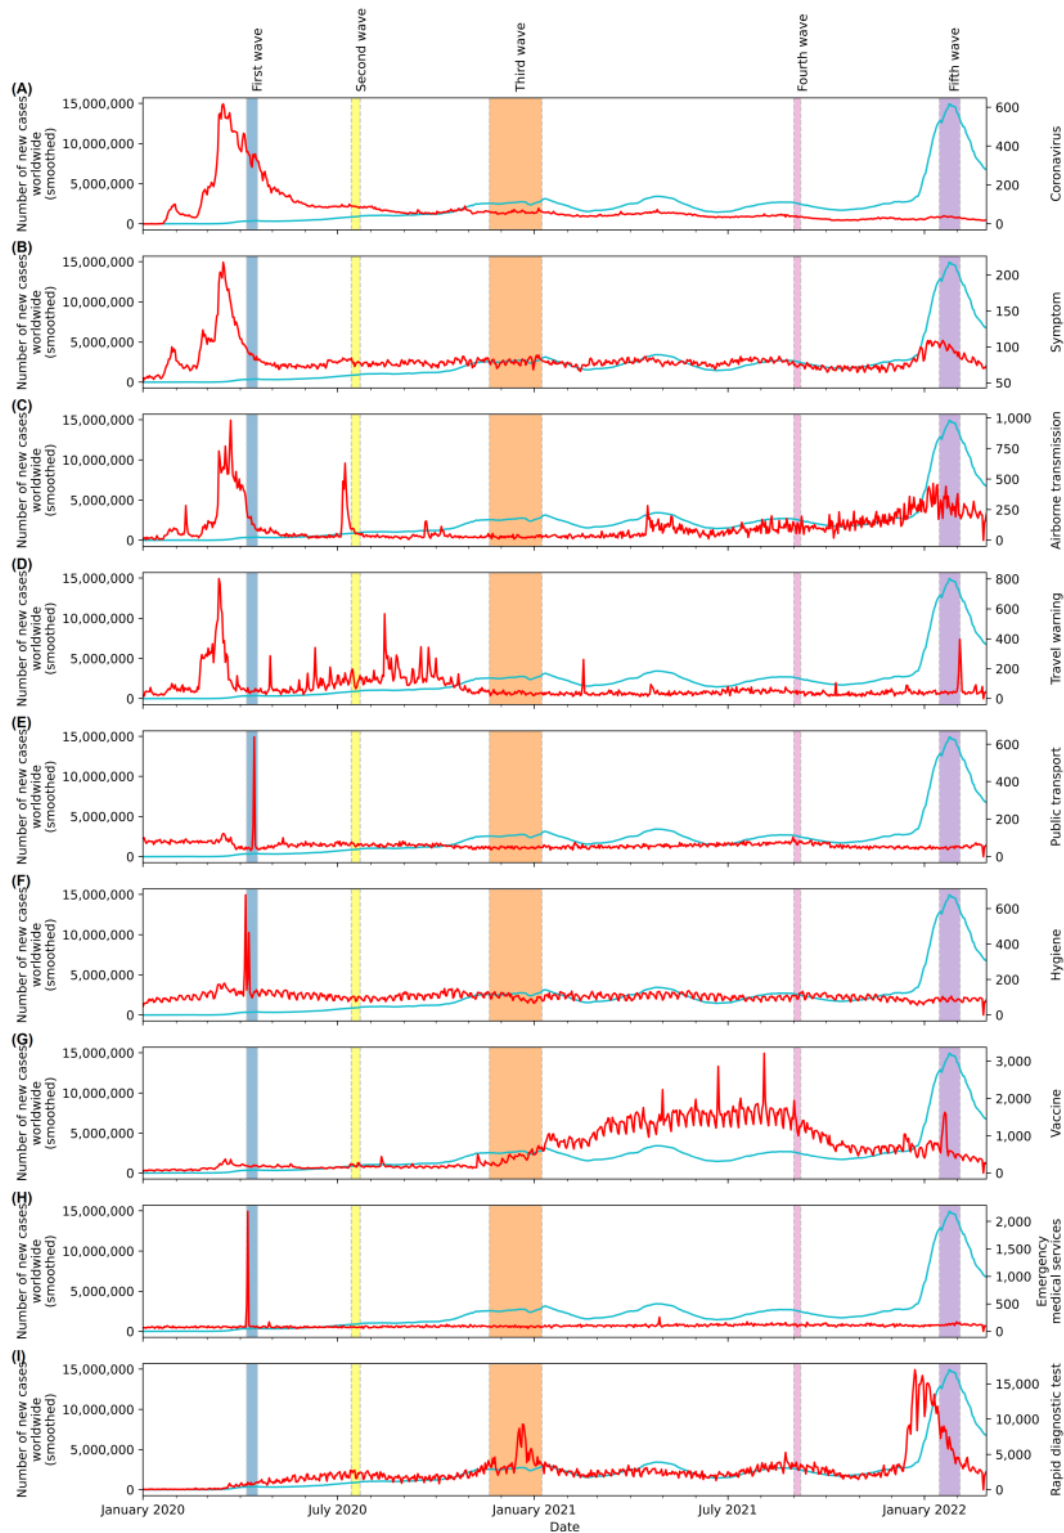 First wave
Second wave
Third wave
Fourth wave
Fifth wave
(A)
Number of new cases
worldwide
(smoothed)
15,000,000
10,000,000
5,000,000
0
600
400
200
0
Coronavirus
(B)
Number of new cases
worldwide
(smoothed)
15,000,000
10,000,000
5,000,000
0
200
150
100
50
Symptom
(C)
Number of new cases
worldwide
(smoothed)
15,000,000
10,000,000
5,000,000
0
1,000
750
500
250
0
Airborne transmission
(D)
Number of new cases
worldwide
(smoothed)
15,000,000
10,000,000
5,000,000
0
800
600
400
200
0
Travel warning
(E)
Number of new cases
worldwide
(smoothed)
15,000,000
10,000,000
5,000,000
0
600
400
200
0
Public transport
(F)
Number of new cases
worldwide
(smoothed)
15,000,000
10,000,000
5,000,000
0
600
400
200
0
Hygiene
(G)
Number of new cases
worldwide
(smoothed)
15,000,000
10,000,000
5,000,000
0
3,000
2,000
1,000
0
Vaccine
(H)
Number of new cases
worldwide
(smoothed)
15,000,000
10,000,000
5,000,000
0
2,000
1,500
1,000
500
0
Emergency
medical services
(I)
Number of new cases
worldwide
(smoothed)
15,000,000
10,000,000
5,000,000
0
15,000
10,000
5,000
0
Rapid diagnostic test
January 2020
July 2020
January 2021
July 2021
January 2022
Date